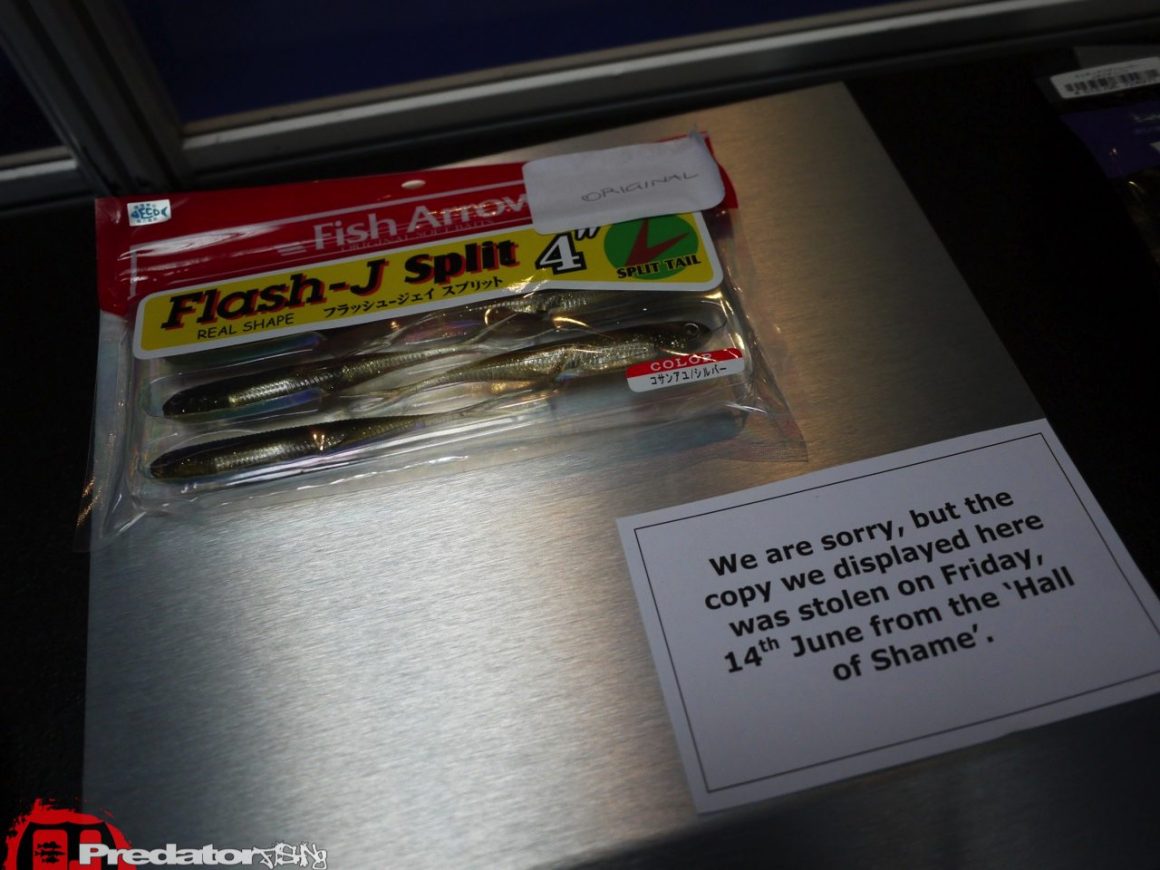 ORIGINAL
ECO
Fish Arrow
Flash-J Split 4"
REAL SHAPE
フラッシュ－ジェイ スプリット
SPLIT TAIL
COLOR
コサンアユ/シルバー
We are sorry, but the
copy we displayed here
was stolen on Friday,
14th June from the ‘Hall
of Shame’.
Predator